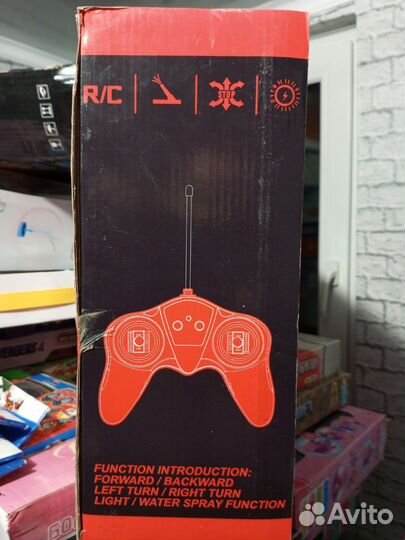 R/C
STOP
FUNCTION INTRODUCTION:
FORWARD / BACKWARD
LEFT TURN / RIGHT TURN
LIGHT / WATER SPRAY FUNCTION
Avito